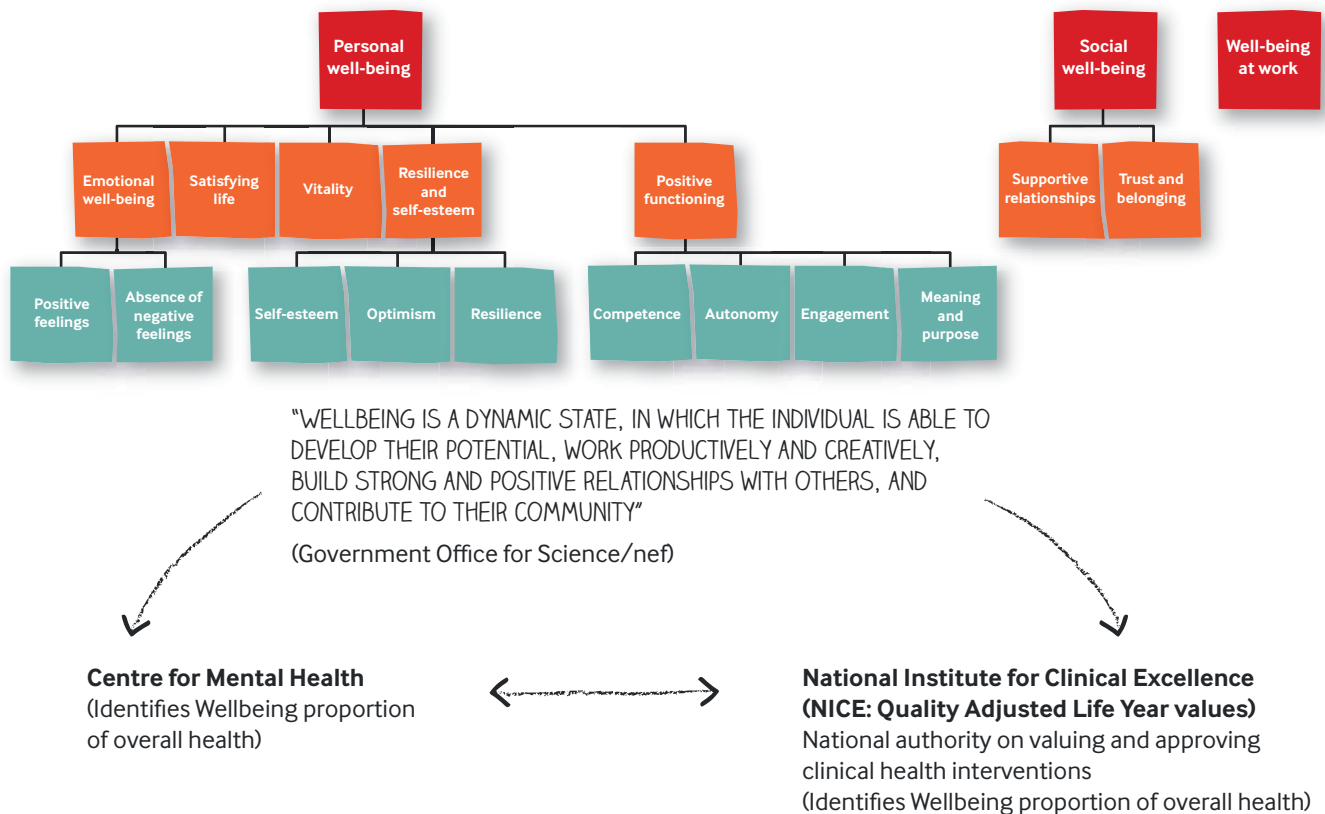 Personal
well-being
Social
well-being
Well-being
at work
Emotional
well-being
Satisfying
life
Vitality
Resilience
and
self-esteem
Positive
functioning
Supportive
relationships
Trust and
belonging
Positive
feelings
Absence of
negative
feelings
Self-esteem
Optimism
Resilience
Competence
Autonomy
Engagement
Meaning
and
purpose
"WELLBEING IS A DYNAMIC STATE, IN WHICH THE INDIVIDUAL IS ABLE TO
DEVELOP THEIR POTENTIAL, WORK PRODUCTIVELY AND CREATIVELY,
BUILD STRONG AND POSITIVE RELATIONSHIPS WITH OTHERS, AND
CONTRIBUTE TO THEIR COMMUNITY"
(Government Office for Science/nef)
Centre for Mental Health
(Identifies Wellbeing proportion
of overall health)
National Institute for Clinical Excellence
(NICE: Quality Adjusted Life Year values)
National authority on valuing and approving
clinical health interventions
(Identifies Wellbeing proportion of overall health)